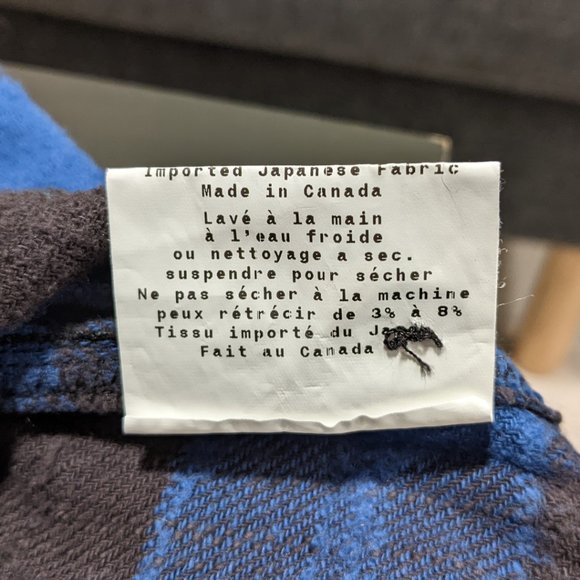 Imported Japanese Fabric
Made in Canada
Lavé à la main
à l'eau froide
ou nettoyage a sec.
suspendre pour sécher
Ne pas sécher à la machine
peux rétrécir de 3% à 8%
Tissu importé du
Fait au Canada